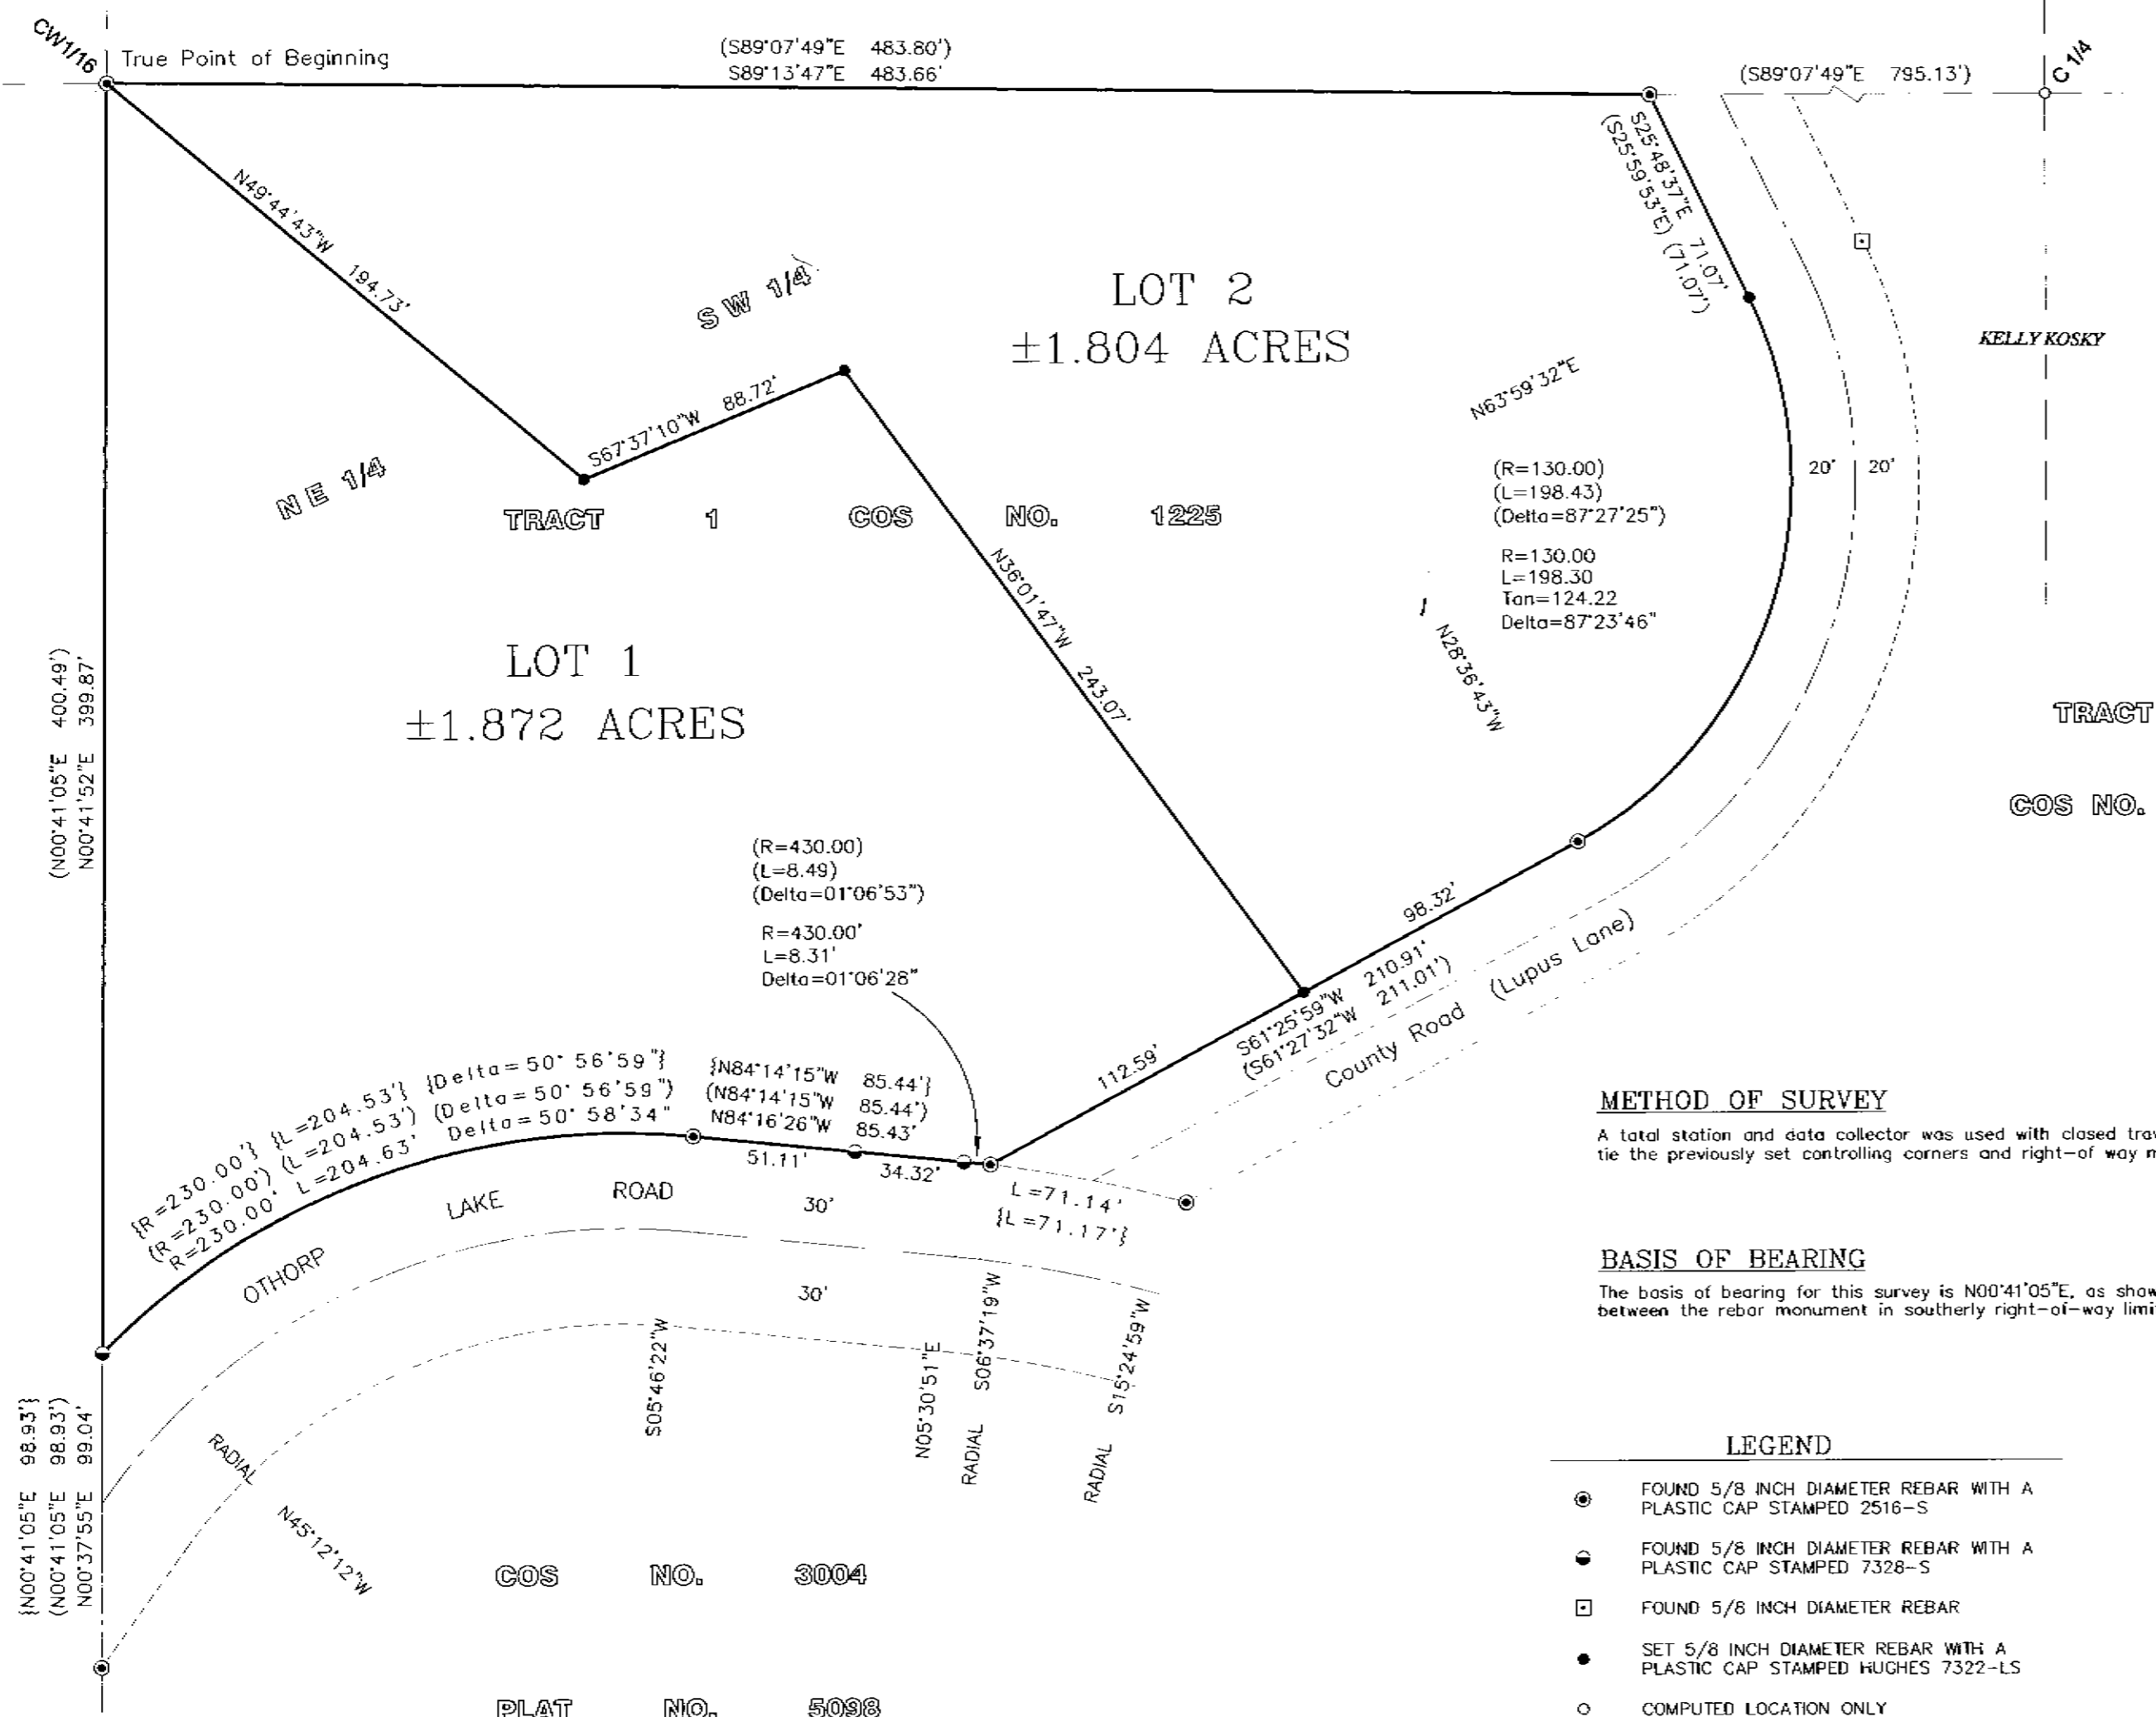 CW1/16
True Point of Beginning
(S89°07'49"E 483.80')
S89°13'47"E 483.66'
(S89°07'49"E 795.13')
C 1/4
S25°48'37"E 71.07'
(S25°59'53"E) (71.07')
N49°44'43"W 194.73'
SW 1/4
LOT 2
±1.804 ACRES
KELLY KOSKY
S67°37'10"W 88.72'
N63°59'32"E
NE 1/4
TRACT 1 COS NO. 1225
(R=130.00)
(L=198.43)
(Delta=87°27'25")
R=130.00
L=198.30
Tan=124.22
Delta=87°23'46"
20' 20'
N36°01'47"W 243.07'
N28°36'43"W
LOT 1
±1.872 ACRES
(N00°41'05"E 400.49')
N00°41'52"E 399.87'
TRACT
COS NO.
(R=430.00)
(L=8.49)
(Delta=01°06'53")
R=430.00'
L=8.31'
Delta=01°06'28"
98.32'
S61°25'59"W 210.91'
(S61°27'32"W 211.01')
County Road (Lupus Lane)
112.59'
{R=230.00'} {L=204.53'} {Delta=50°56'59"}
(R=230.00') (L=204.53') (Delta=50°56'59")
R=230.00' L=204.63' Delta=50°58'34"
{N84°14'15"W 85.44'}
(N84°14'15"W 85.44')
N84°16'26"W 85.43'
51.11'
34.32'
L=71.14'
{L=71.17'}
OTHORP LAKE ROAD
30'
30'
S05°46'22"W
N05°30'51"E
RADIAL S06°37'19"W
RADIAL S15°24'59"W
RADIAL
N45°12'12"W
{N00°41'05"E 98.93'}
(N00°41'05"E 98.93')
N00°37'55"E 99.04'
COS NO. 3004
PLAT NO. 5098
METHOD OF SURVEY
A total station and data collector was used with closed
tie the previously set controlling corners and right-of way
BASIS OF BEARING
The basis of bearing for this survey is N00°41'05"E, as
between the rebar monument in southerly right-of-way
LEGEND
FOUND 5/8 INCH DIAMETER REBAR WITH A
PLASTIC CAP STAMPED 2516-S
FOUND 5/8 INCH DIAMETER REBAR WITH A
PLASTIC CAP STAMPED 7328-S
FOUND 5/8 INCH DIAMETER REBAR
SET 5/8 INCH DIAMETER REBAR WITH A
PLASTIC CAP STAMPED HUGHES 7322-LS
COMPUTED LOCATION ONLY